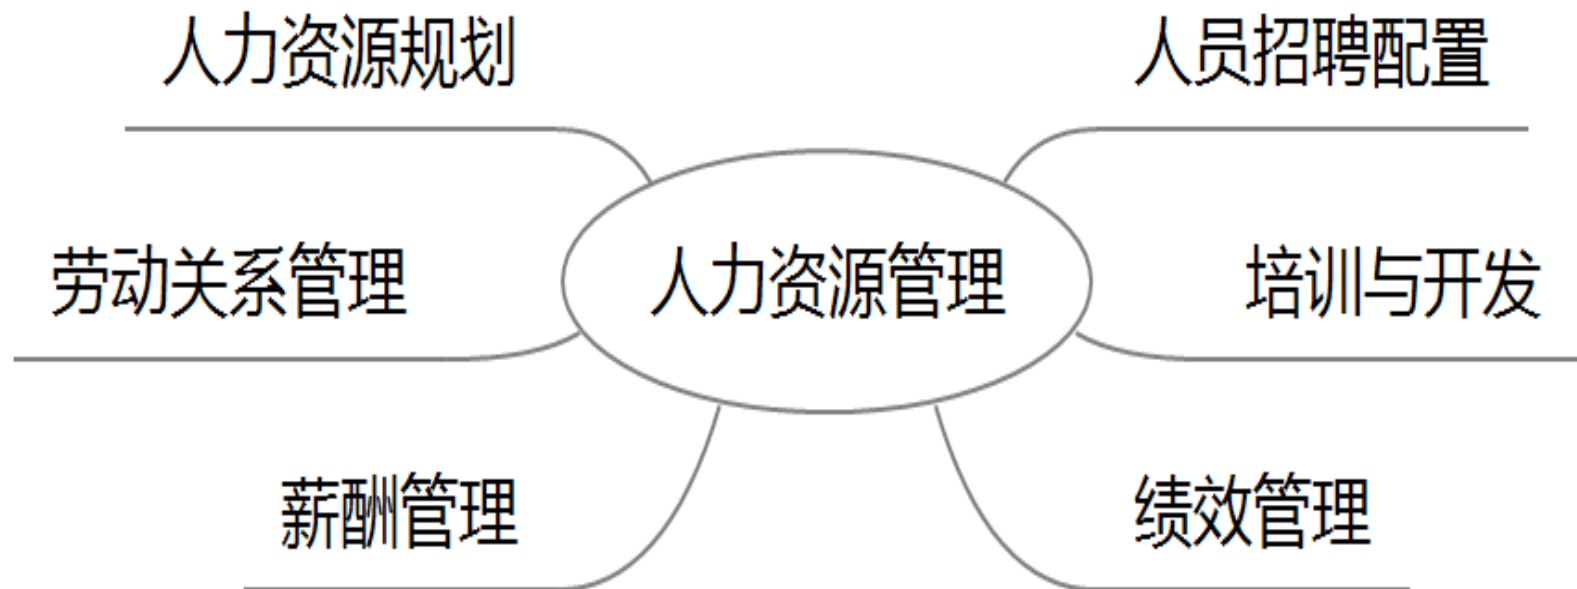 人力资源规划
人员招聘配置
劳动关系管理
人力资源管理
培训与开发
薪酬管理
绩效管理